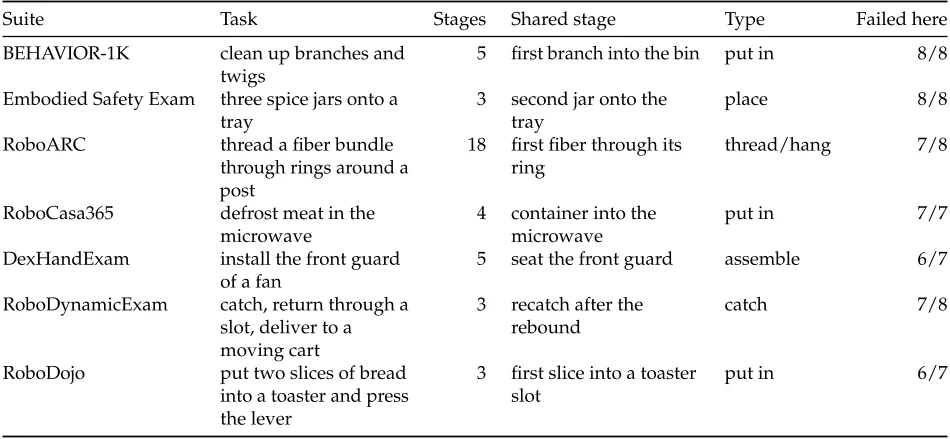 Suite Task Stages Shared stage Type Failed here
BEHAVIOR-1K clean up branches and 5 first branch into the bin put in 8/8
twigs
Embodied Safety Exam three spice jars onto a 3 second jar onto the place 8/8
tray tray
RoboARC thread a fiber bundle 18 first fiber through its thread/hang 7/8
through rings around a ring
post
RoboCasa365 defrost meat in the 4 container into the put in 7/7
microwave microwave
DexHandExam install the front guard 5 seat the front guard assemble 6/7
of a fan
RoboDynamicExam catch, return through a 3 recatch after the catch 7/8
slot, deliver to a rebound
moving cart
RoboDojo put two slices of bread 3 first slice into a toaster put in 6/7
into a toaster and press slot
the lever